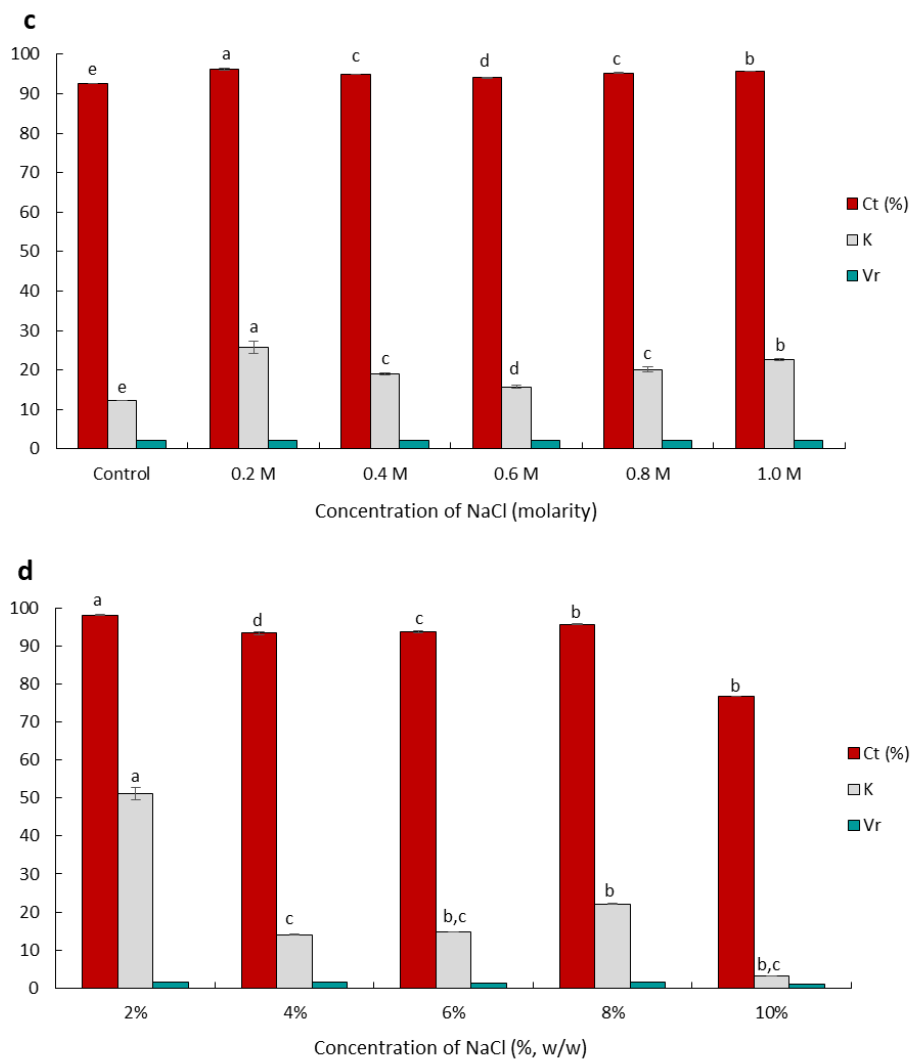 c
100
90
80
70
60
50
40
30
20
10
0
e
a
c
d
c
b
e
a
c
d
c
b
Ct (%)
K
Vr
Control 0.2 M 0.4 M 0.6 M 0.8 M 1.0 M
Concentration of NaCl (molarity)
d
100
90
80
70
60
50
40
30
20
10
0
a
d
c
b
b
a
c
b,c
b
b,c
Ct (%)
K
Vr
2% 4% 6% 8% 10%
Concentration of NaCl (%, w/w)